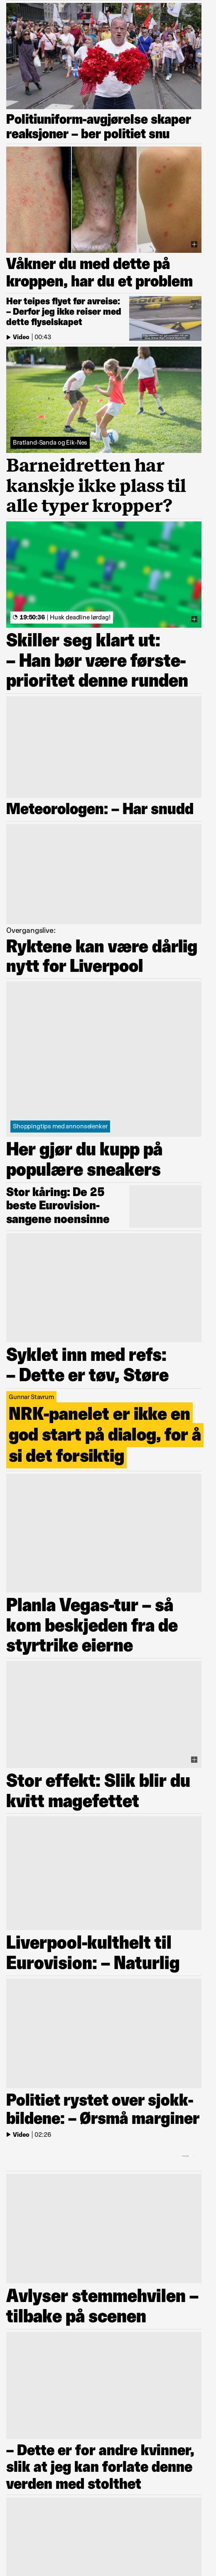 Politiuniform-avgjørelse skaper
reaksjoner – ber politiet snu
Våkner du med dette på
kroppen, har du et problem
Her teipes flyet før avreise:
– Derfor jeg ikke reiser med
dette flyselskapet
Video | 00:43
Bratland-Sanda og Eik-Nes
Barneidretten har
kanskje ikke plass til
alle typer kropper?
19:50:36 | Husk deadline lørdag!
Skiller seg klart ut:
– Han bør være første-
prioritet denne runden
Meteorologen: – Har snudd
Overgangslive:
Ryktene kan være dårlig
nytt for Liverpool
Shoppingtips med annonselenker
Her gjør du kupp på
populære sneakers
Stor kåring: De 25
beste Eurovision-
sangene noensinne
Syklet inn med refs:
– Dette er tøv, Støre
Gunnar Stavrum
NRK-panelet er ikke en
god start på dialog, for å
si det forsiktig
Planla Vegas-tur – så
kom beskjeden fra de
styrtrike eierne
Stor effekt: Slik blir du
kvitt magefettet
Liverpool-kulthelt til
Eurovision: – Naturlig
Politiet rystet over sjokk-
bildene: – Ørsmå marginer
Video | 02:26
Avlyser stemmehvilen –
tilbake på scenen
– Dette er for andre kvinner,
slik at jeg kan forlate denne
verden med stolthet